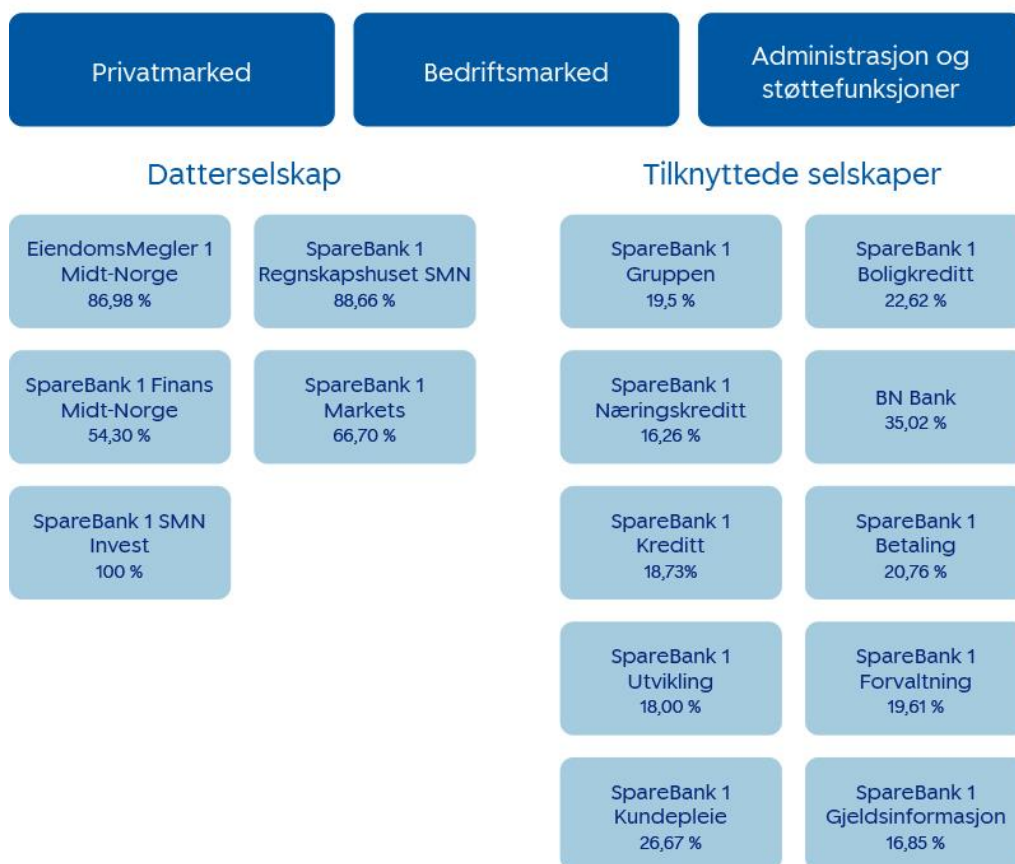 Privatmarked
Bedriftsmarked
Administrasjon og
støttefunksjoner
Datterselskap
EiendomsMegler 1
Midt-Norge
86,98 %
SpareBank 1
Regnskapshuset SMN
88,66 %
SpareBank 1 Finans
Midt-Norge
54,30 %
SpareBank 1
Markets
66,70 %
SpareBank 1 SMN
Invest
100 %
Tilknyttede selskaper
SpareBank 1
Gruppen
19,5 %
SpareBank 1
Boligkreditt
22,62 %
SpareBank 1
Næringskreditt
16,26 %
BN Bank
35,02 %
SpareBank 1
Kreditt
18,73%
SpareBank 1
Betaling
20,76 %
SpareBank 1
Utvikling
18,00 %
SpareBank 1
Forvaltning
19,61 %
SpareBank 1
Kundepleie
26,67 %
SpareBank 1
Gjeldsinformasjon
16,85 %